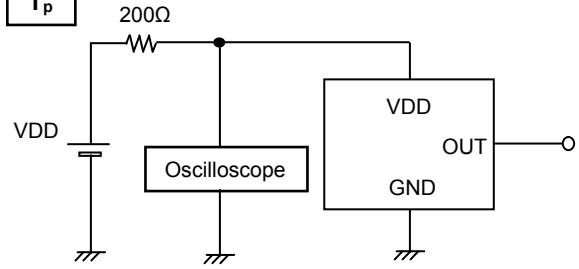 Tp
200Ω
VDD
VDD
OUT
Oscilloscope
GND